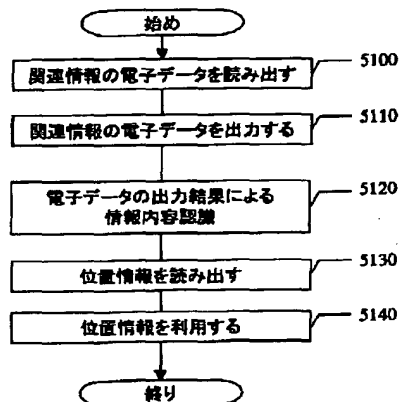 始め
関連情報の電子データを読み出す
5100
関連情報の電子データを出力する
5110
電子データの出力結果による
情報内容認識
5120
位置情報を読み出す
5130
位置情報を利用する
5140
終り